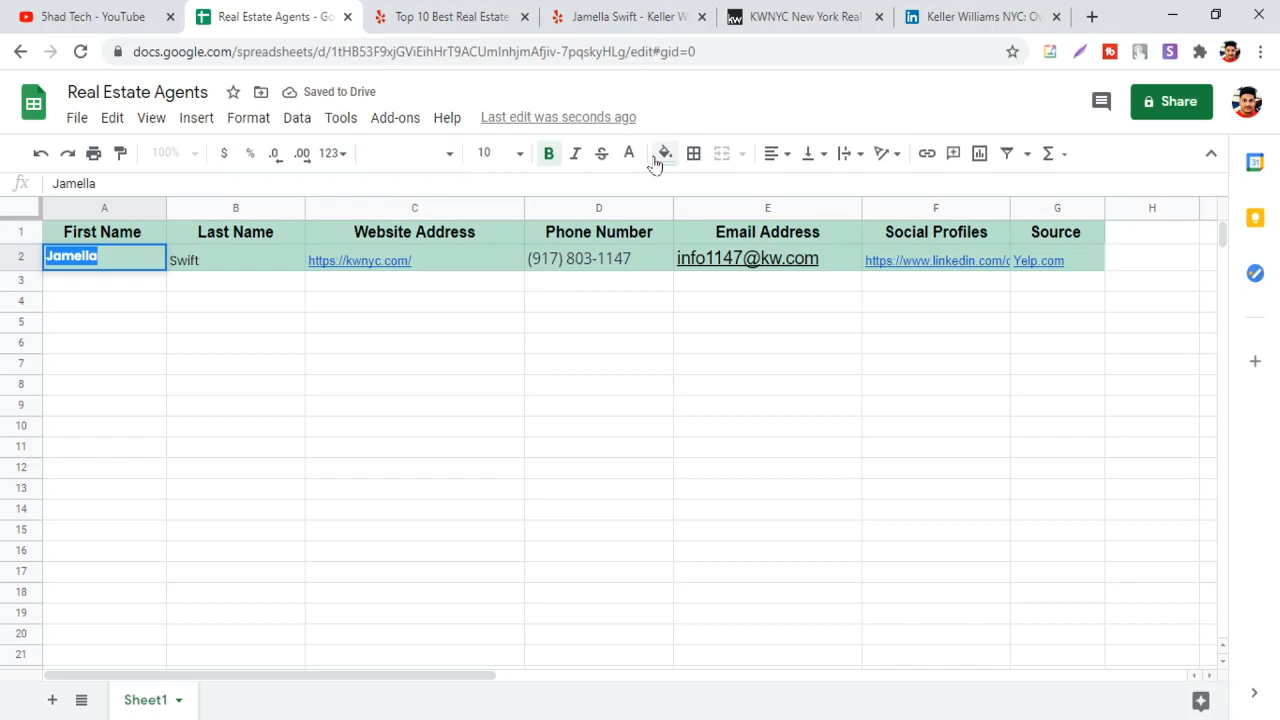 5had Tech - YouTube
Real Estate Agents - Go
Top 10 Best Real Estate
Jamella Swift - Keller W
KWNYC New York Real
Keller Williams NYC: Ov
docs.google.com/spreadsheets/d/1tHB53F9xjGViEihHrT9ACUmInhjmAfjiv-7pqskyHLg/edit#gid=0
Real Estate Agents
Saved to Drive
File Edit View Insert Format Data Tools Add-ons Help Last edit was seconds ago
Share
100% $ % .0 .00 123 10 B I S A
fx Jamella
A B C D E F G H
1 First Name Last Name Website Address Phone Number Email Address Social Profiles Source
2 Jamella Swift https://kwnyc.com/ (917) 803-1147 info1147@kw.com https://www.linkedin.com/c Yelp.com
3
4
5
6
7
8
9
10
11
12
13
14
15
16
17
18
19
20
21
Sheet1